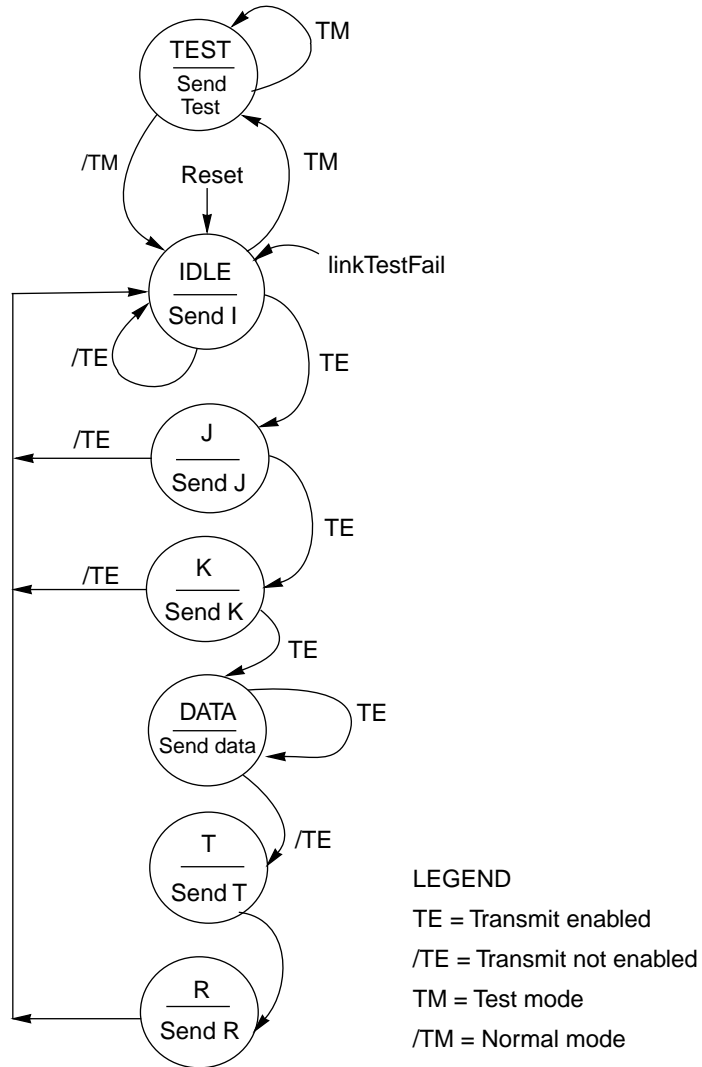 TM
TEST
Send
Test
/TM
TM
Reset
linkTestFail
IDLE
Send I
/TE
TE
J
Send J
/TE
TE
K
Send K
/TE
TE
DATA
Send data
TE
/TE
T
Send T
R
Send R
LEGEND
TE = Transmit enabled
/TE = Transmit not enabled
TM = Test mode
/TM = Normal mode